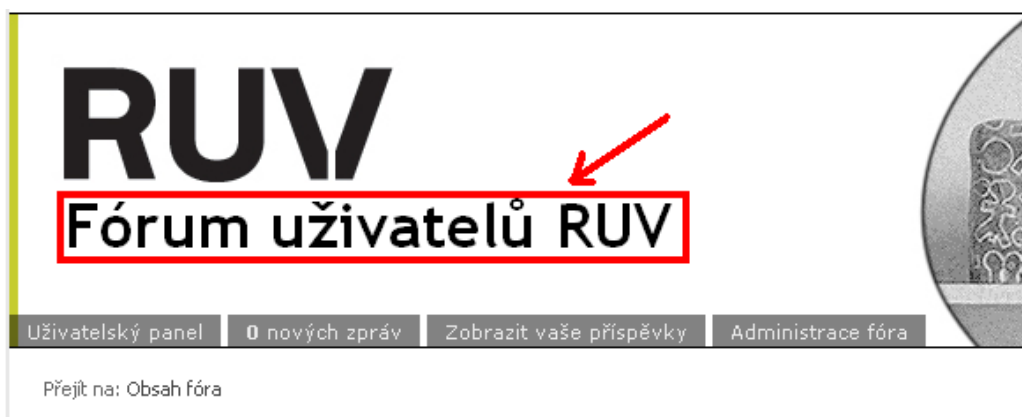 RUV
Fórum uživatelů RUV
Uživatelský panel 0 nových zpráv Zobrazit vaše příspěvky Administrace fóra
Přejít na: Obsah fóra